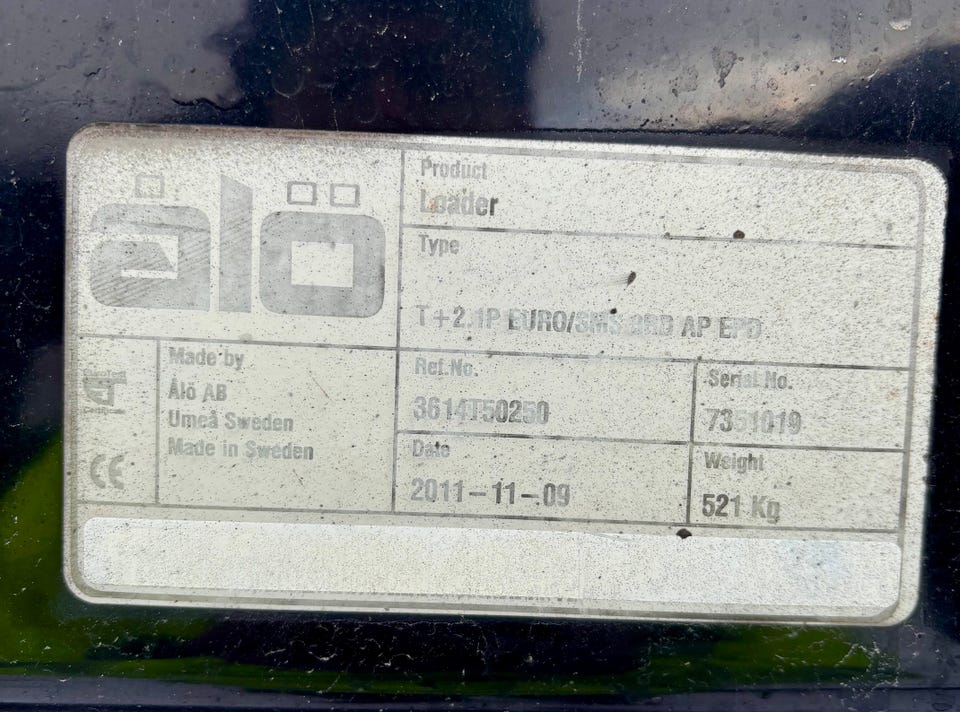 ålö
Product
Loader
Type
T+2.1P EURO/SMS 3RD AP EPD
Made by
Ålö AB
Umeå Sweden
Made in Sweden
CE
Ref.No.
3614T50250
Serial No.
7351019
Date
2011-11-09
Weight
521 Kg